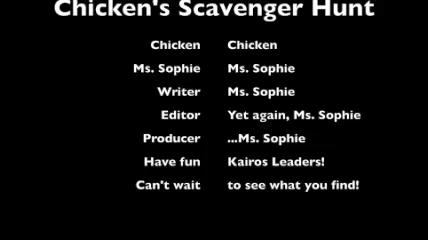 Chicken's Scavenger Hunt
Chicken Chicken
Ms. Sophie Ms. Sophie
Writer Ms. Sophie
Editor Yet again, Ms. Sophie
Producer ...Ms. Sophie
Have fun Kairos Leaders!
Can't wait to see what you find!